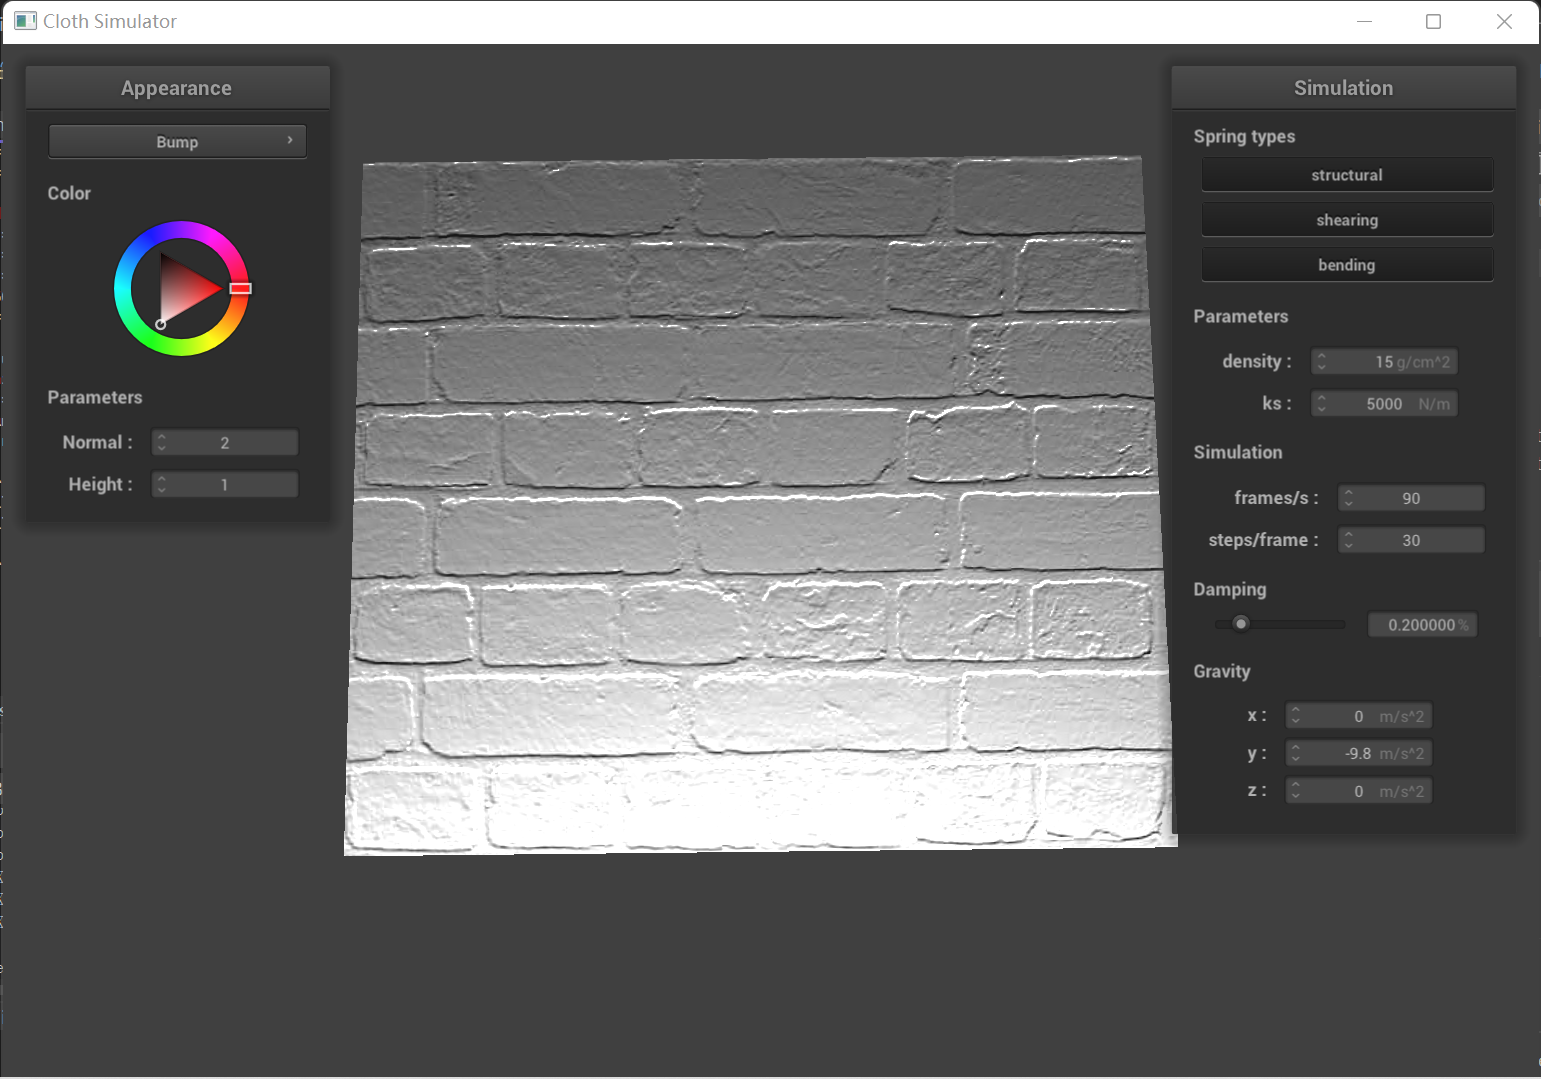 Cloth Simulator
Appearance
Bump
Color
Parameters
Normal : 2
Height : 1
Simulation
Spring types
structural
shearing
bending
Parameters
density : 15 g/cm^2
ks : 5000 N/m
Simulation
frames/s : 90
steps/frame : 30
Damping
0.200000 %
Gravity
x : 0 m/s^2
y : -9.8 m/s^2
z : 0 m/s^2